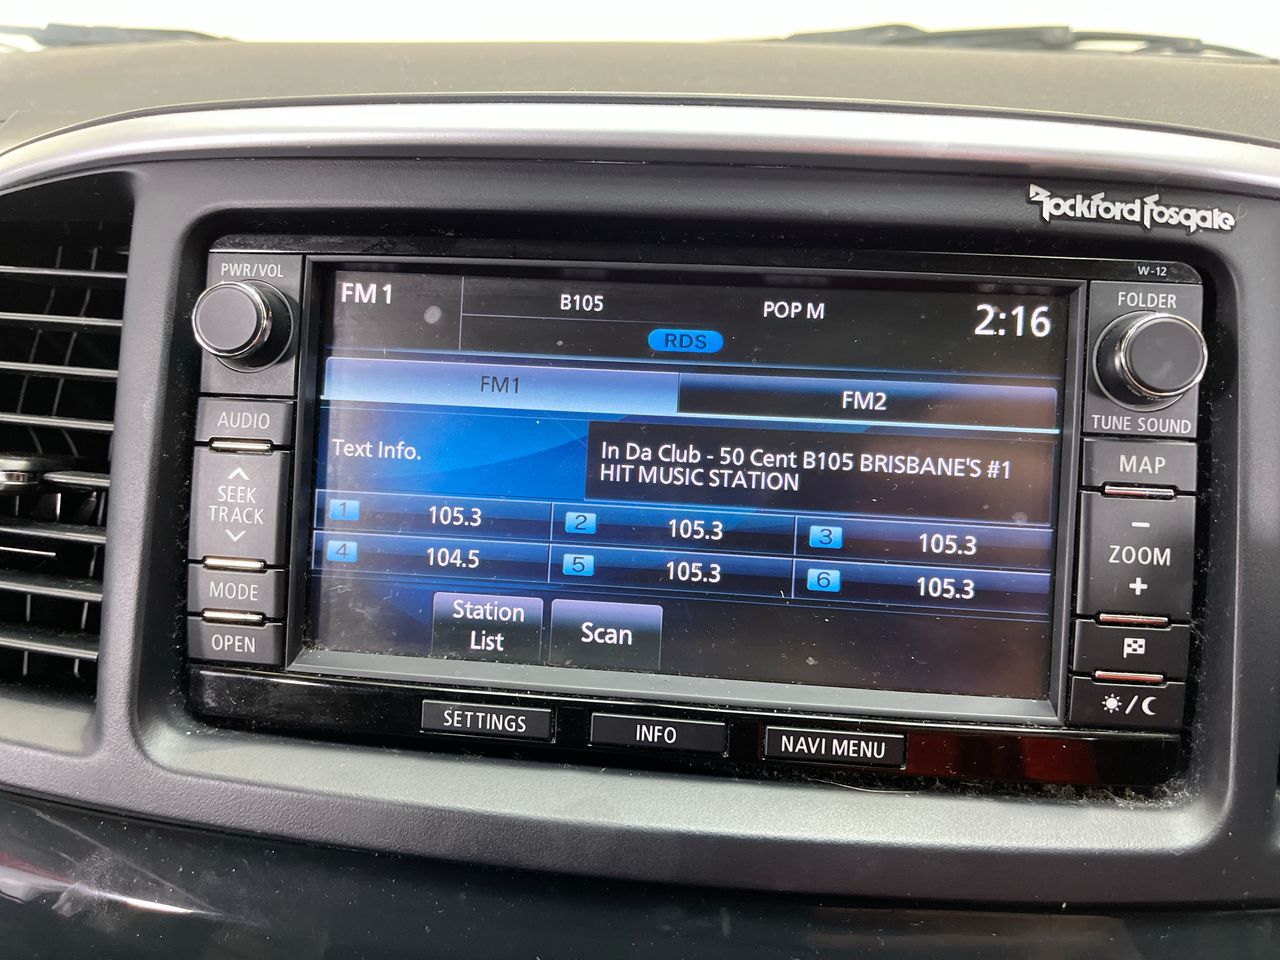 Rockford Fosgate
W-12
PWR/VOL
FM1 B105 POP M 2:16
RDS
FOLDER
TUNE SOUND
FM1 FM2
AUDIO
Text Info.
In Da Club - 50 Cent B105 BRISBANE'S #1
HIT MUSIC STATION
MAP
SEEK
TRACK
1 105.3 2 105.3 3 105.3
4 104.5 5 105.3 6 105.3
−
ZOOM
+
MODE
OPEN
Station
List
Scan
SETTINGS INFO NAVI MENU